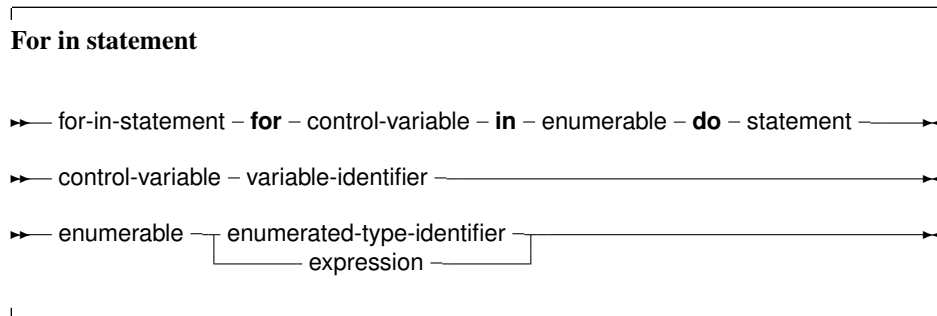 For in statement
for-in-statement – for – control-variable – in – enumerable – do – statement
control-variable – variable-identifier
enumerable – enumerated-type-identifier
expression